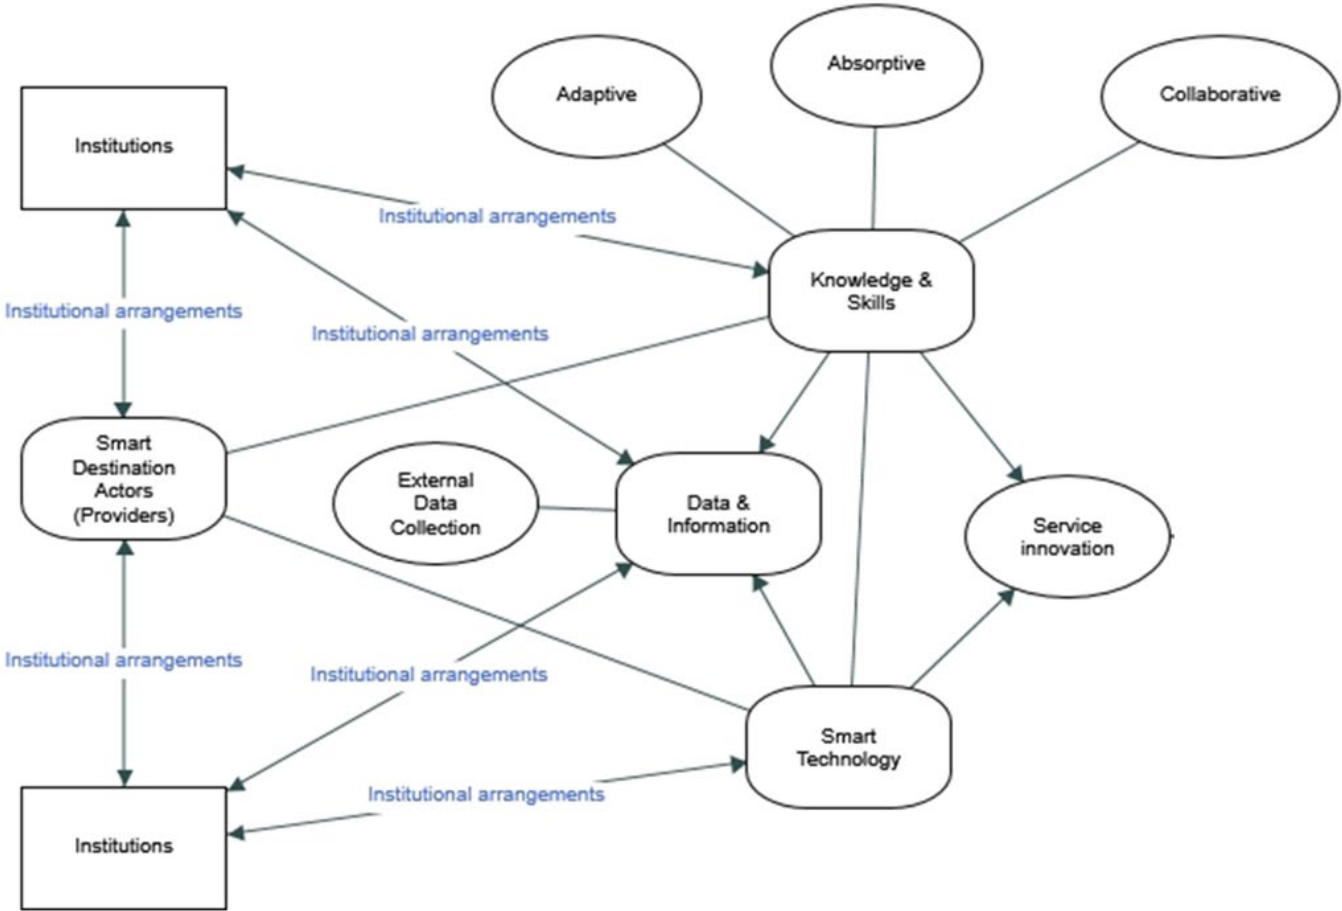 Absorptive
Adaptive
Collaborative
Institutions
Institutional arrangements
Knowledge &
Skills
Institutional arrangements
Institutional arrangements
Smart
Destination
Actors
(Providers)
External
Data
Collection
Data &
Information
Service
innovation
Institutional arrangements
Institutional arrangements
Smart
Technology
Institutional arrangements
Institutions